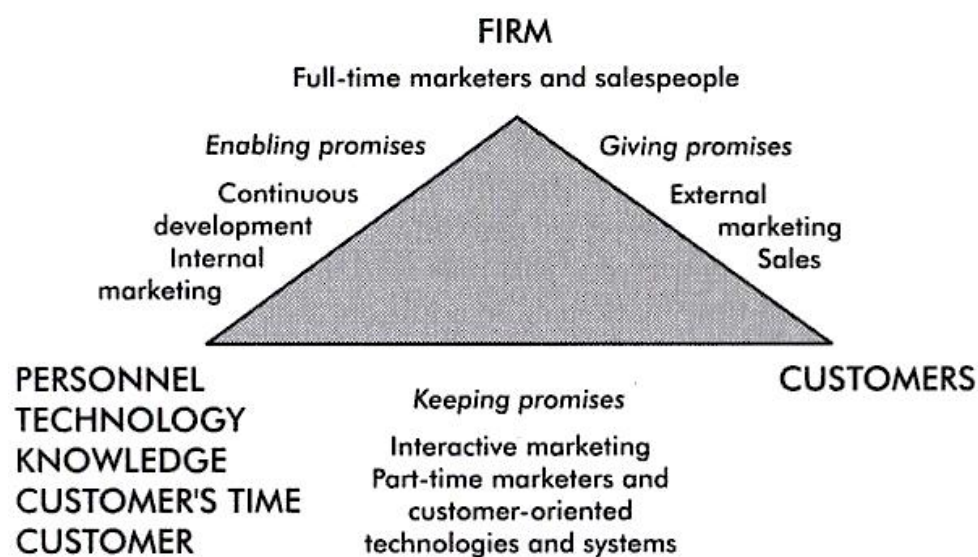 FIRM
Full-time marketers and salespeople
Enabling promises
Giving promises
Continuous
development
Internal
marketing
External
marketing
Sales
PERSONNEL
TECHNOLOGY
KNOWLEDGE
CUSTOMER'S TIME
CUSTOMER
Keeping promises
Interactive marketing
Part-time marketers and
customer-oriented
technologies and systems
CUSTOMERS